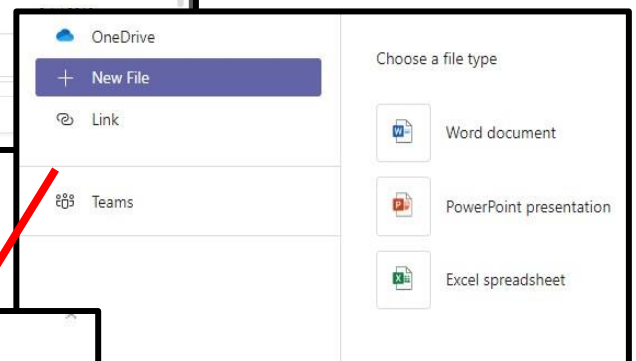 OneDrive
New File
Link
Teams
Choose a file type
Word document
PowerPoint presentation
Excel spreadsheet